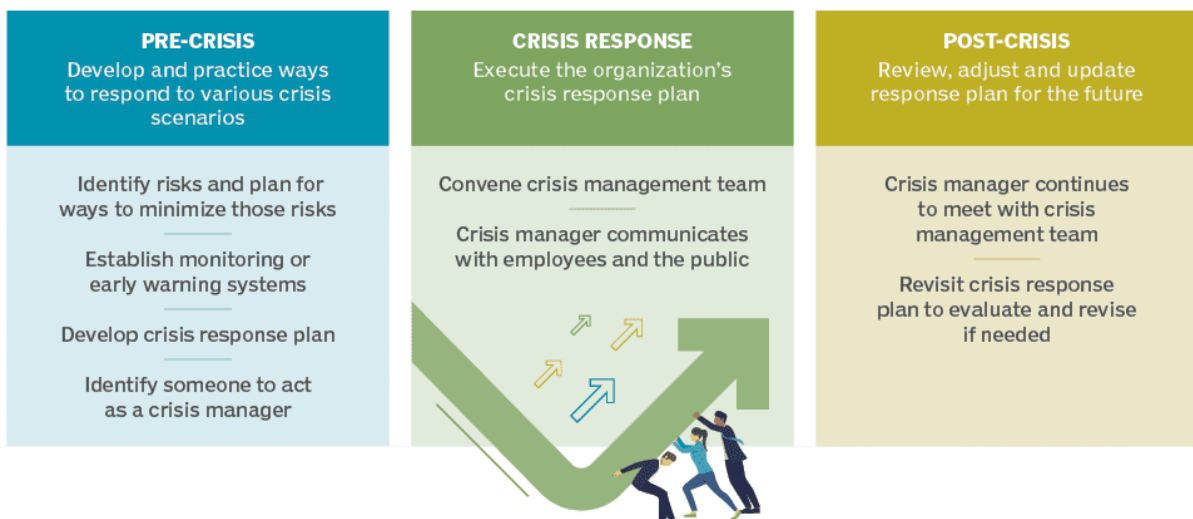 PRE-CRISIS
Develop and practice ways
to respond to various crisis
scenarios
Identify risks and plan for
ways to minimize those risks
Establish monitoring or
early warning systems
Develop crisis response plan
Identify someone to act
as a crisis manager
CRISIS RESPONSE
Execute the organization's
crisis response plan
Convene crisis management team
Crisis manager communicates
with employees and the public
POST-CRISIS
Review, adjust and update
response plan for the future
Crisis manager continues
to meet with crisis
management team
Revisit crisis response
plan to evaluate and revise
if needed